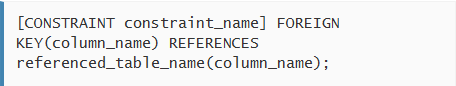 [CONSTRAINT constraint_name] FOREIGN
KEY(column_name) REFERENCES
referenced_table_name(column_name);